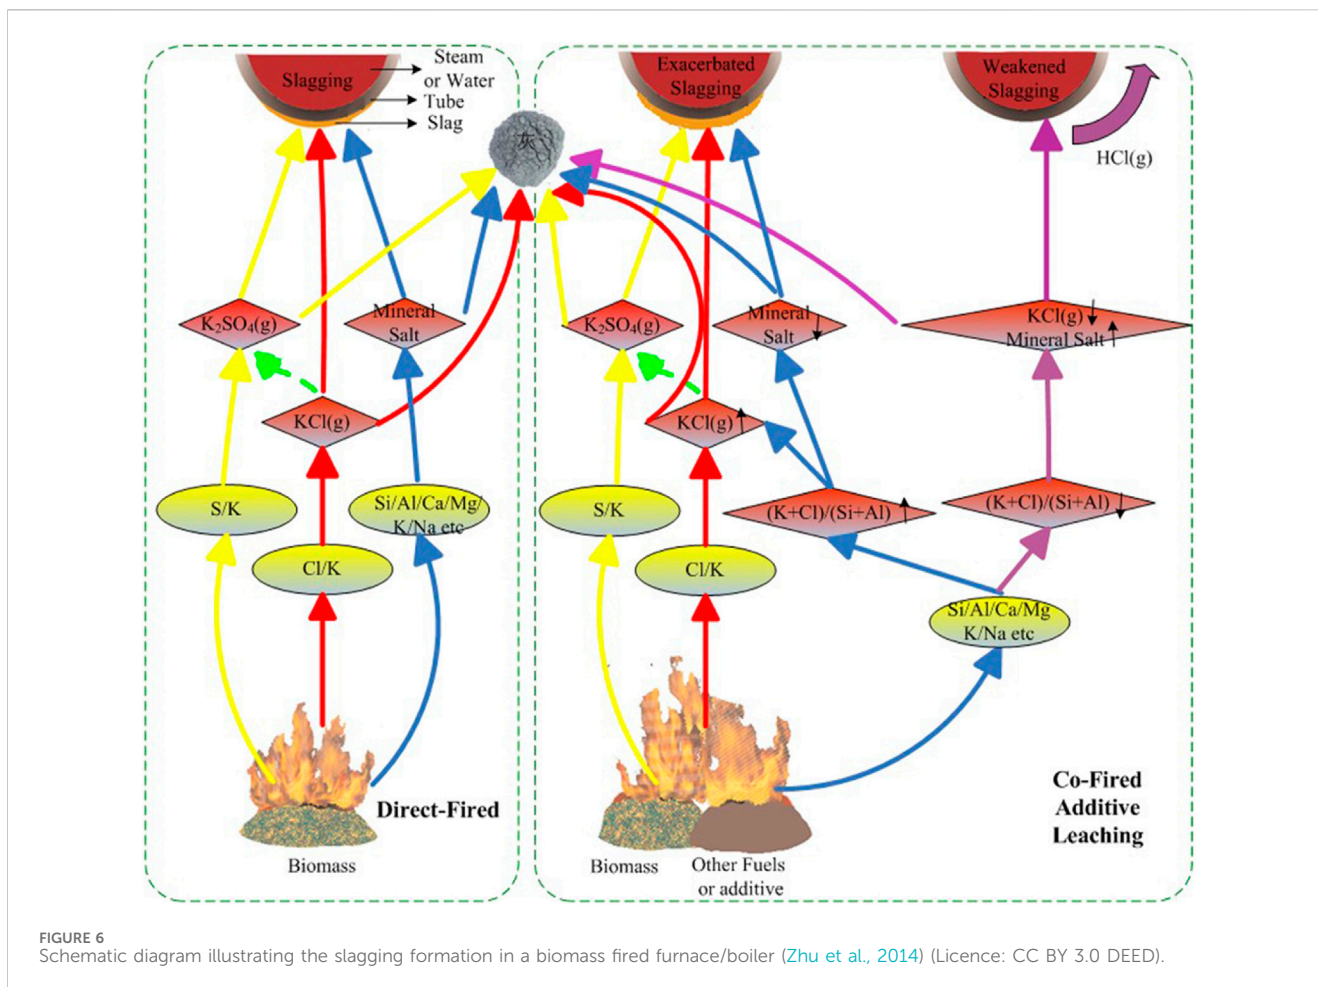 Slagging
Steam
or Water
Tube
Slag
灰
Exacerbated
Slagging
Weakened
Slagging
HCl(g)
K₂SO₄(g)
Mineral
Salt
KCl(g)
S/K
Si/Al/Ca/Mg/
K/Na etc
Cl/K
Direct-Fired
Biomass
K₂SO₄(g)
Mineral
Salt ↓
KCl(g) ↓
Mineral Salt ↑
KCl(g) ↑
S/K
(K+Cl)/(Si+Al) ↑
(K+Cl)/(Si+Al) ↓
Cl/K
Si/Al/Ca/Mg
K/Na etc
Co-Fired
Additive
Leaching
Biomass
Other Fuels
or additive
FIGURE 6
Schematic diagram illustrating the slagging formation in a biomass fired furnace/boiler (Zhu et al., 2014) (Licence: CC BY 3.0 DEED).